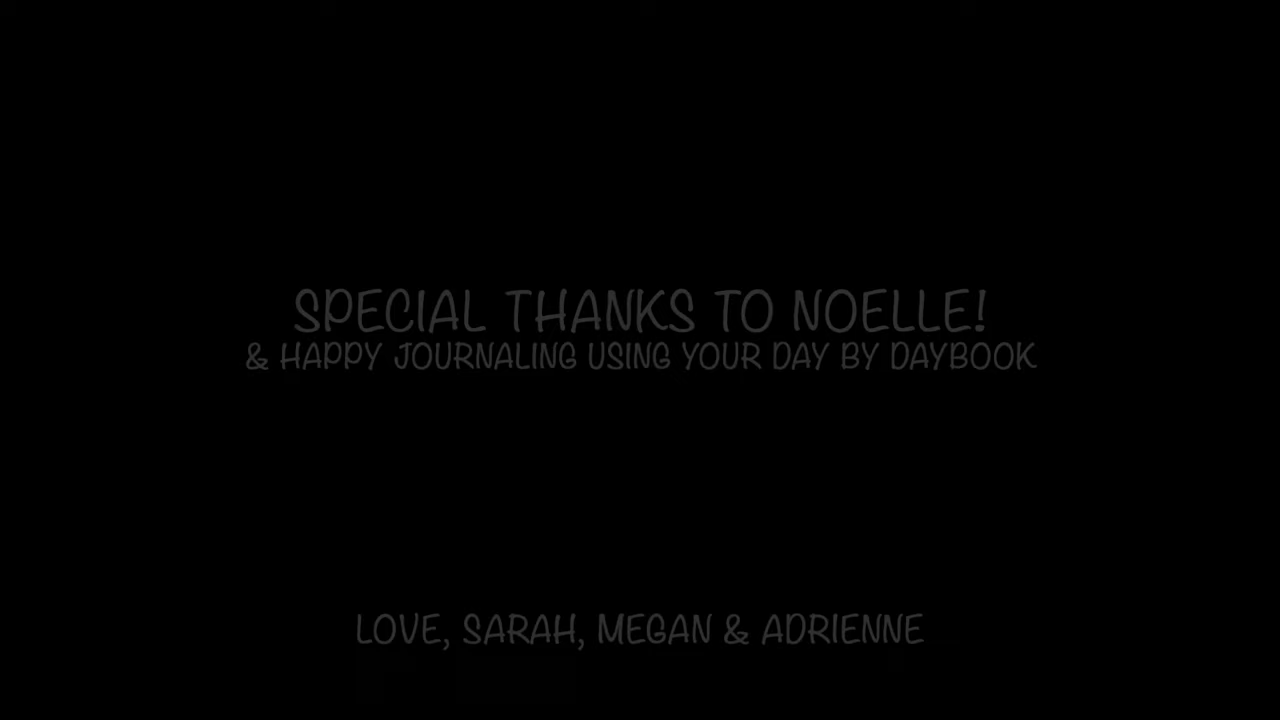 SPECIAL THANKS TO NOELLE!
& HAPPY JOURNALING USING YOUR DAY BY DAYBOOK
LOVE, SARAH, MEGAN & ADRIENNE